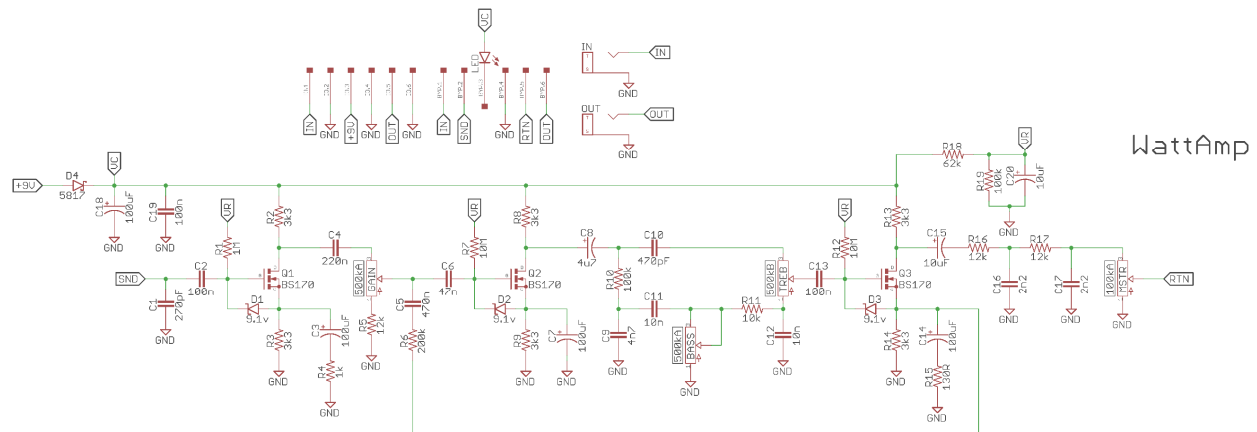 WattAmp
VC
LED
IN
IN
GND
OUT
OUT
GND
IN
GND
+9V
GND
OUT
GND
IN
SND
GND
RTN
OUT
+9V
D4
5817
VC
C18
100uF
GND
C19
100n
GND
R2
3k3
VR
R1
1M
SND
C1
270pF
GND
C2
100n
Q1
BS170
D1
9.1v
R3
3k3
GND
C3
100uF
R4
1k
GND
C4
220n
500kA
GAIN
R5
12k
GND
C5
470n
R6
200k
C6
47n
VR
R7
10M
R8
3k3
Q2
BS170
D2
9.1v
R9
3k3
GND
C7
100uF
GND
C8
4u7
R10
100k
C9
4n7
GND
C10
470pF
C11
10n
500kA
BASS
GND
R11
10k
500kB
TREB
C12
10n
GND
C13
100n
VR
R12
10M
R13
3k3
Q3
BS170
D3
9.1v
R14
3k3
GND
C14
100uF
R15
130R
GND
C15
10uF
R16
12k
C16
2n2
GND
R17
12k
C17
2n2
GND
100kA
MSTR
GND
RTN
R18
62k
R19
100k
VR
C20
10uF
GND